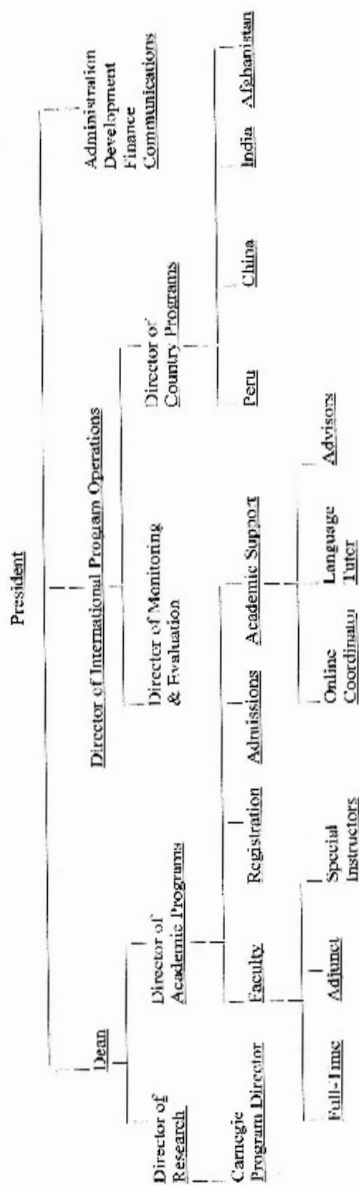 President
Dean
Director of International Program Operations
Administration
Development
Finance
Communications
Director of
Research
Director of
Academic Programs
Director of Monitoring
& Evaluation
Director of
Country Programs
Carnegie
Program Director
Faculty
Registration
Admissions
Academic Support
Peru
China
India
Afghanistan
Full-Time
Adjunct
Special
Instructors
Online
Coordinator
Language
Tutor
Advisors